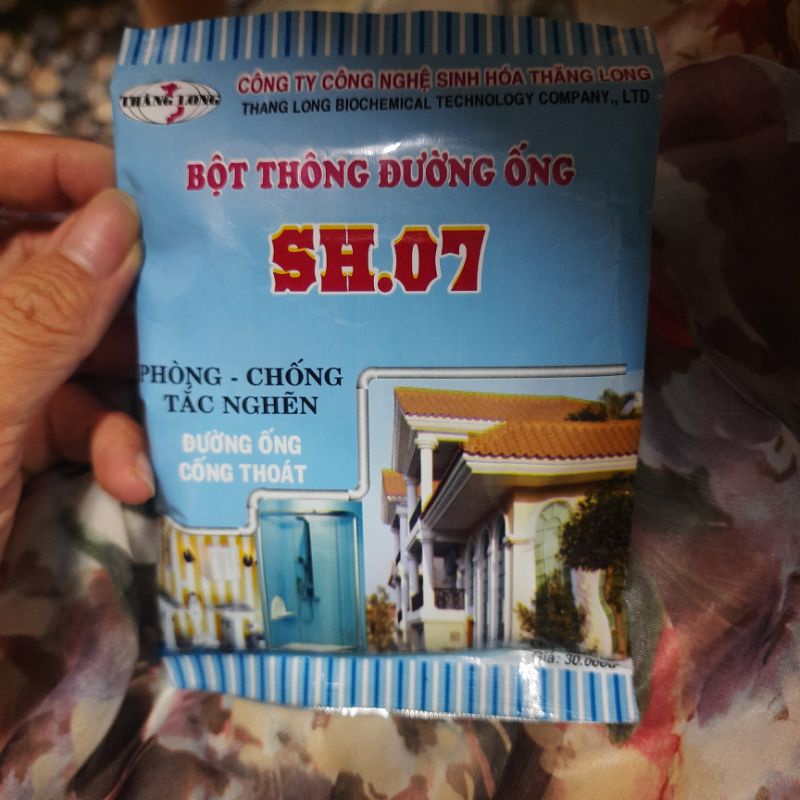 THĂNG LONG
CÔNG TY CÔNG NGHỆ SINH HÓA THĂNG LONG
THANG LONG BIOCHEMICAL TECHNOLOGY COMPANY., LTD
BỘT THÔNG ĐƯỜNG ỐNG
SH.07
PHÒNG - CHỐNG
TẮC NGHẼN
ĐƯỜNG ỐNG
CỐNG THOÁT
Giá: 30.000đ